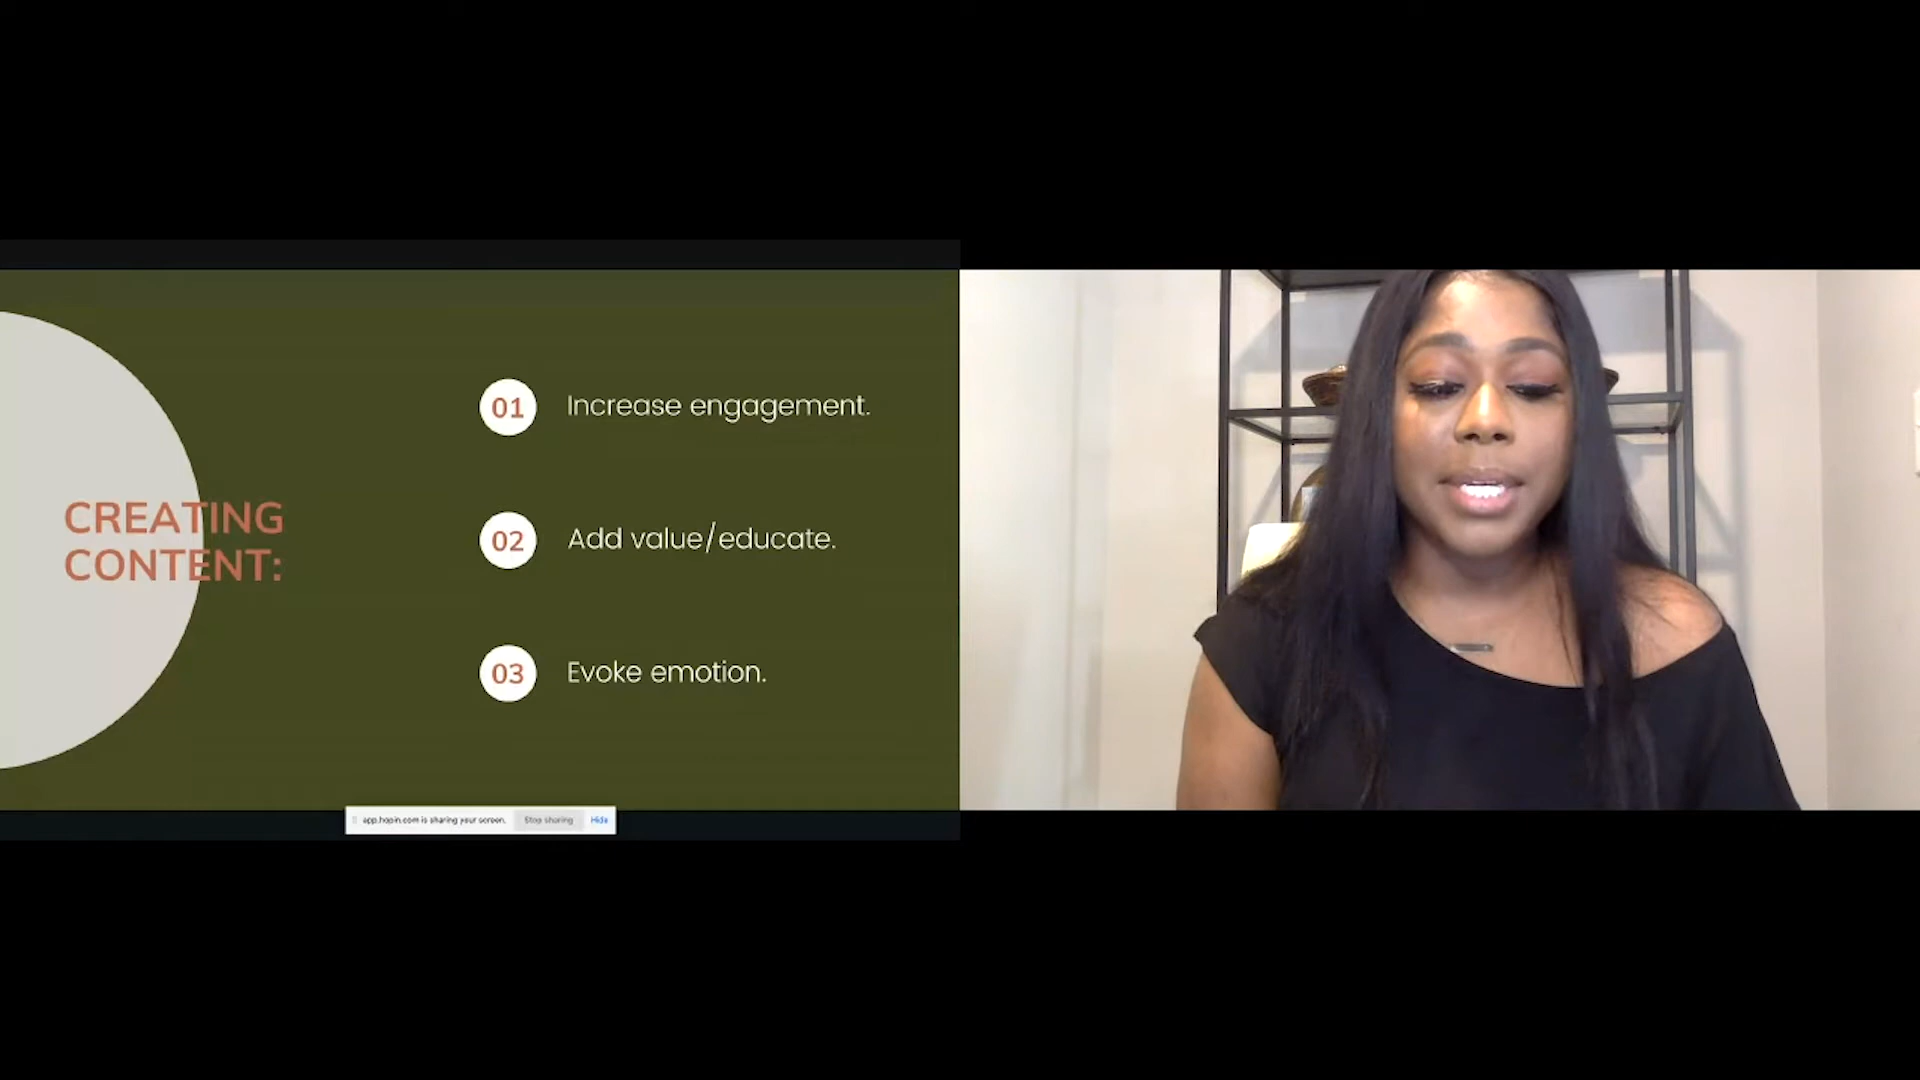 CREATING
CONTENT:
01 Increase engagement.
02 Add value/educate.
03 Evoke emotion.
app.hopin.com is sharing your screen. Stop sharing Hide